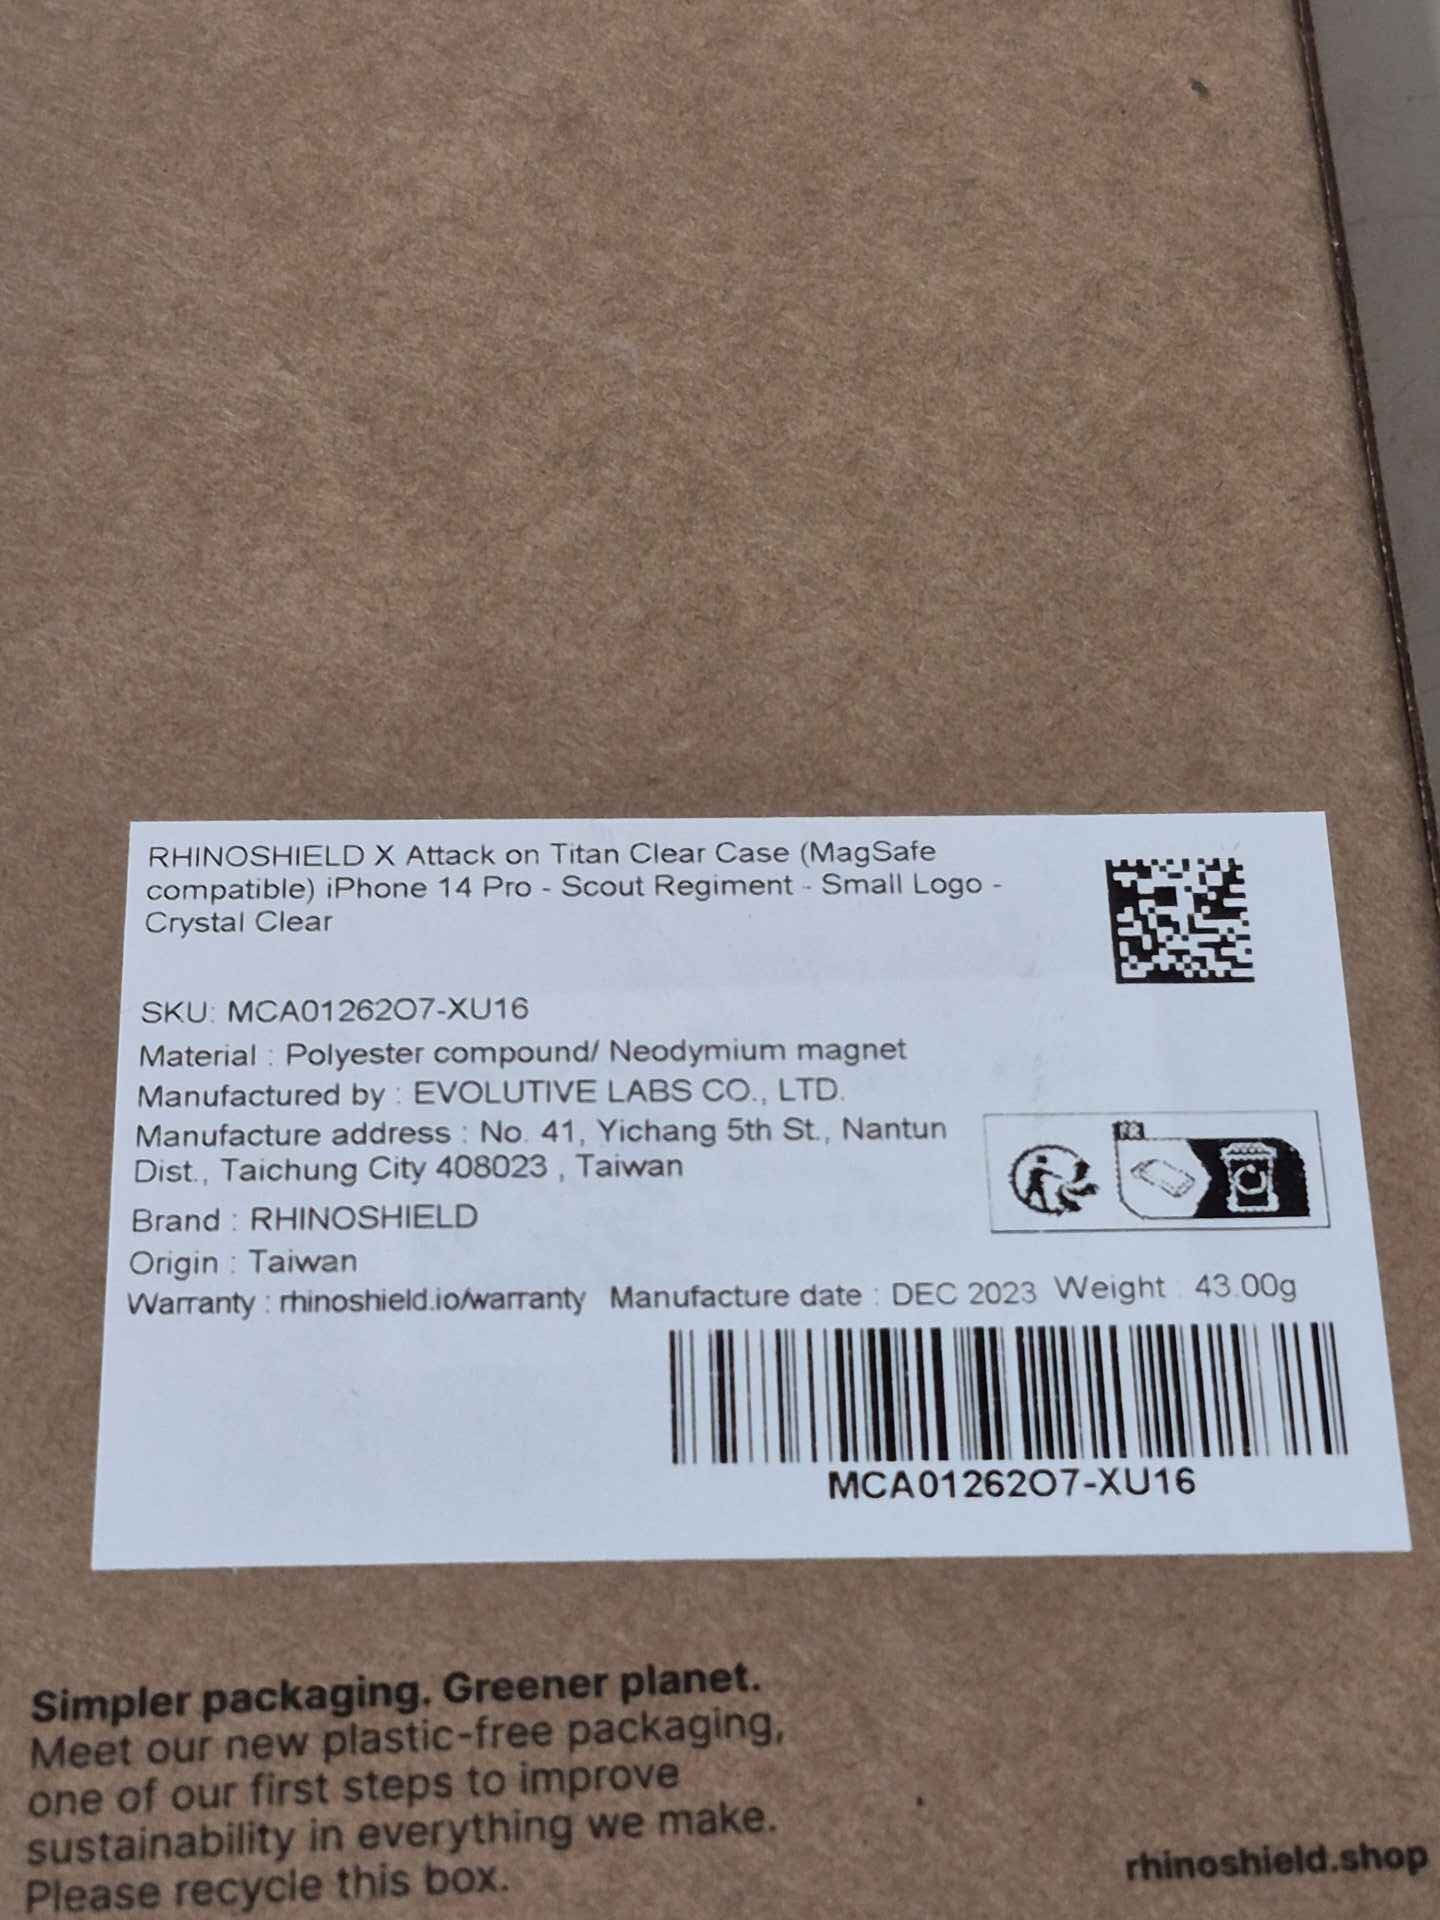 RHINOSHIELD X Attack on Titan Clear Case (MagSafe
compatible) iPhone 14 Pro - Scout Regiment - Small Logo -
Crystal Clear
SKU: MCA01262O7-XU16
Material : Polyester compound/ Neodymium magnet
Manufactured by : EVOLUTIVE LABS CO., LTD.
Manufacture address : No. 41, Yichang 5th St., Nantun
Dist., Taichung City 408023 , Taiwan
Brand : RHINOSHIELD
Origin : Taiwan
Warranty : rhinoshield.io/warranty Manufacture date : DEC 2023 Weight : 43.00g
MCA01262O7-XU16
Simpler packaging. Greener planet.
Meet our new plastic-free packaging,
one of our first steps to improve
sustainability in everything we make.
Please recycle this box.
rhinoshield.shop